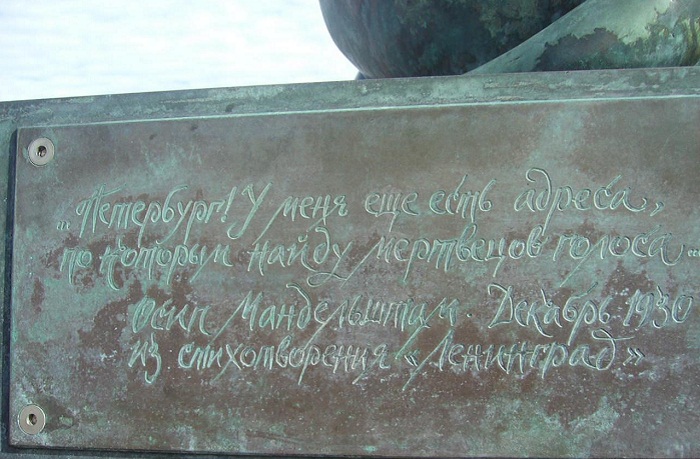 „Петербург! У меня еще есть адреса,
по которым найду мертвецов голоса...
Осип Мандельштам. Декабрь 1930
из стихотворения «Ленинград»